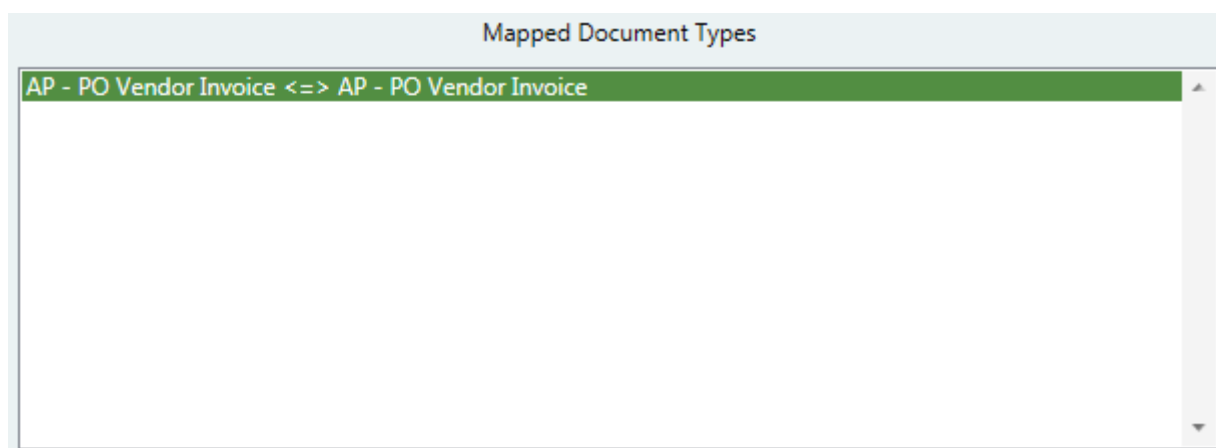 Mapped Document Types
AP - PO Vendor Invoice <=> AP - PO Vendor Invoice